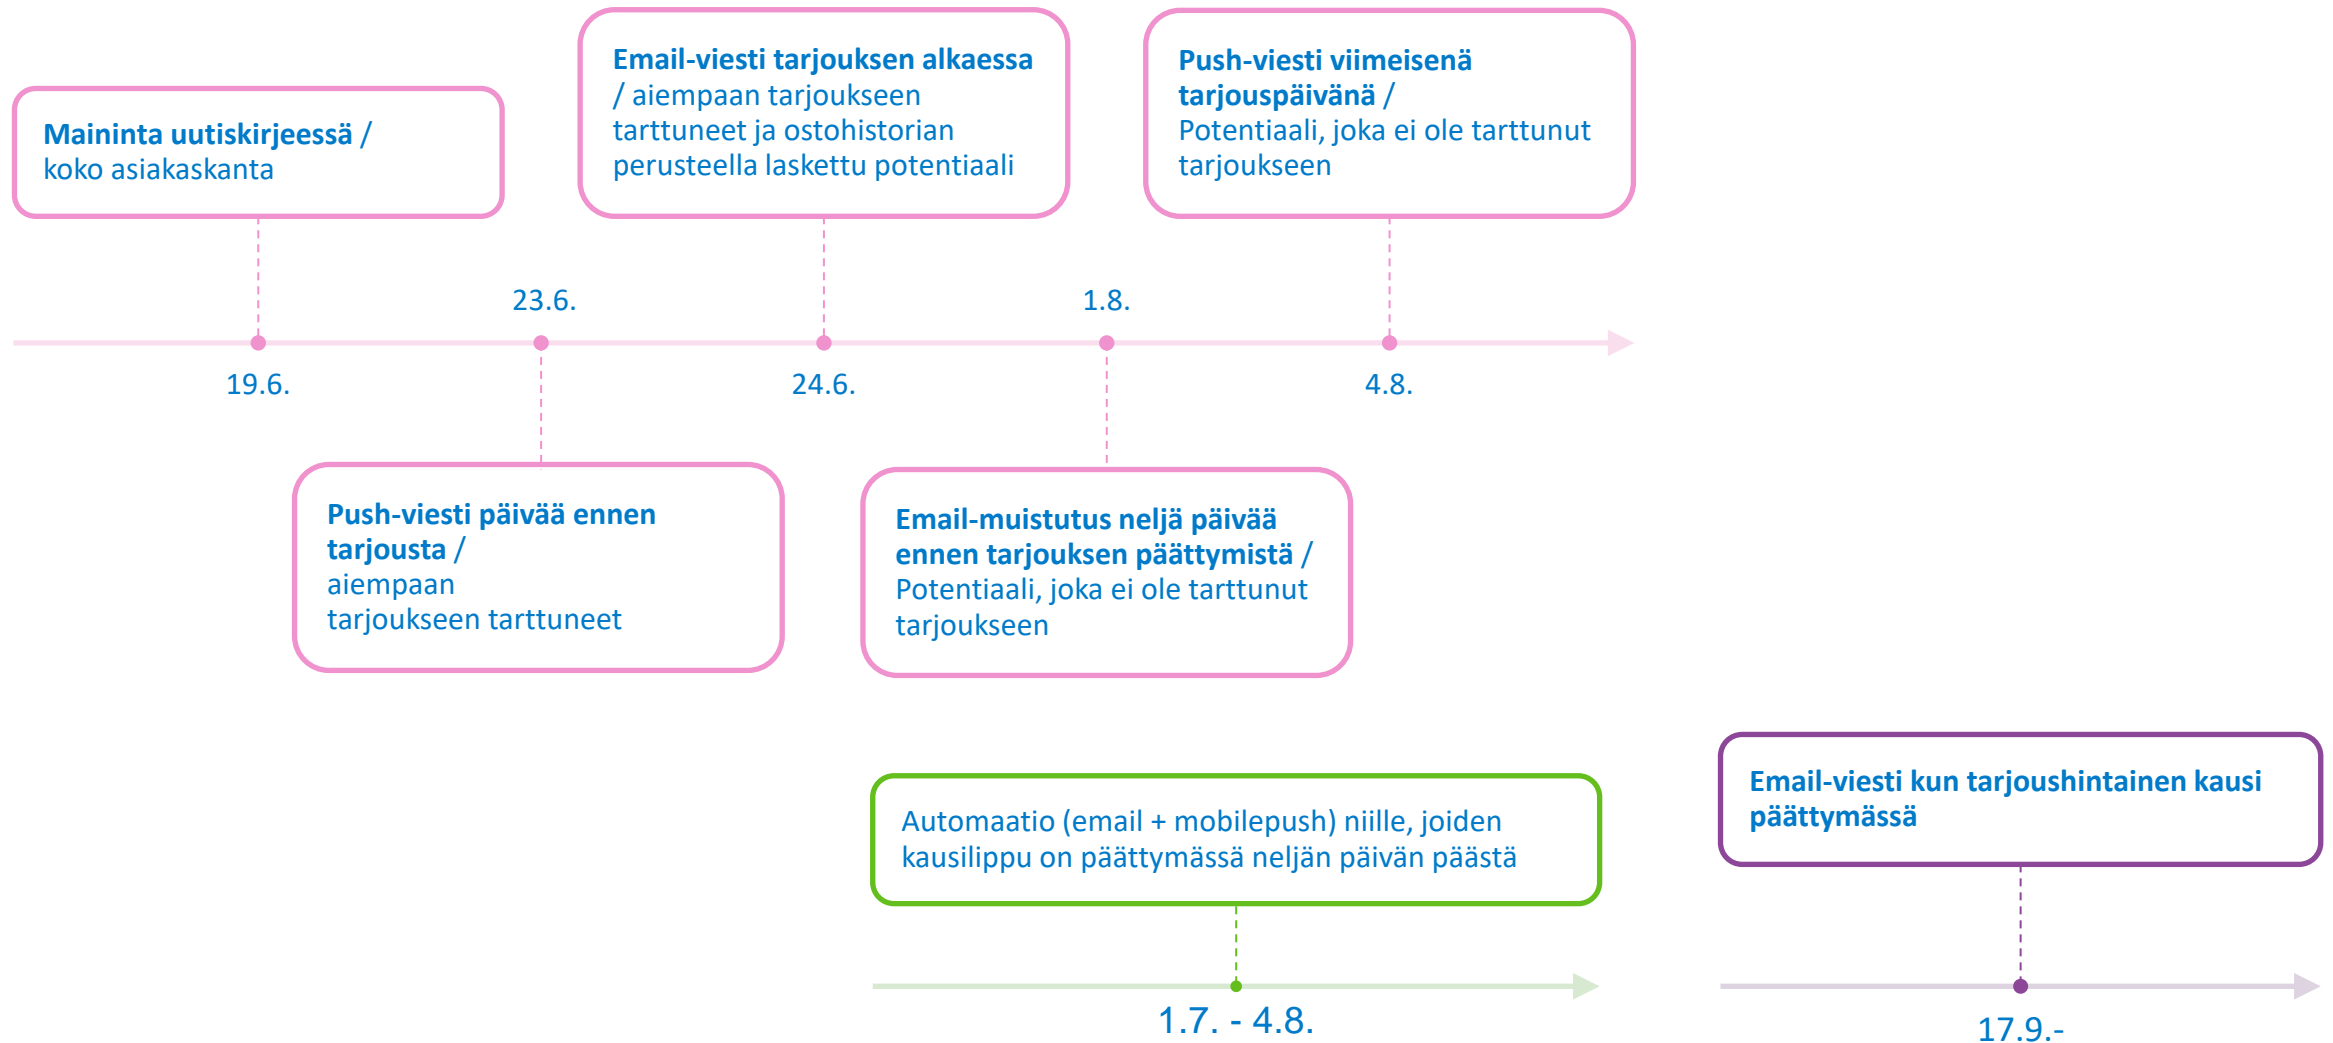 Maininta uutiskirjeessä /
koko asiakaskanta
Email-viesti tarjouksen alkaessa
/ aiempaan tarjoukseen
tarttuneet ja ostohistorian
perusteella laskettu potentiaali
Push-viesti viimeisenä
tarjouspäivänä /
Potentiaali, joka ei ole tarttunut
tarjoukseen
23.6.
1.8.
19.6.
24.6.
4.8.
Push-viesti päivää ennen
tarjousta /
aiempaan
tarjoukseen tarttuneet
Email-muistutus neljä päivää
ennen tarjouksen päättymistä /
Potentiaali, joka ei ole tarttunut
tarjoukseen
Automaatio (email + mobilepush) niille, joiden
kausilippu on päättymässä neljän päivän päästä
1.7. - 4.8.
Email-viesti kun tarjoushintainen kausi
päättymässä
17.9.-